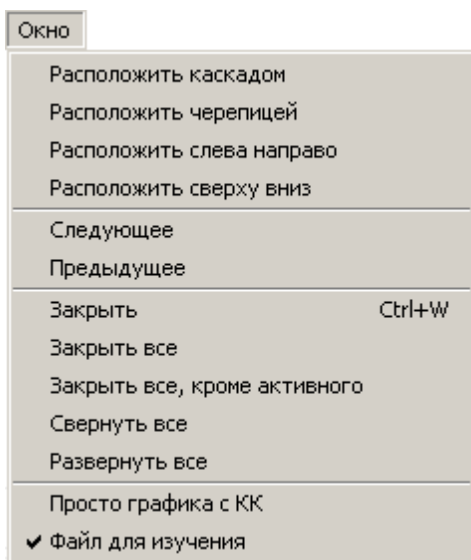 Окно
Расположить каскадом
Расположить черепицей
Расположить слева направо
Расположить сверху вниз
Следующее
Предыдущее
Закрыть Ctrl+W
Закрыть все
Закрыть все, кроме активного
Свернуть все
Развернуть все
Просто графика с КК
Файл для изучения